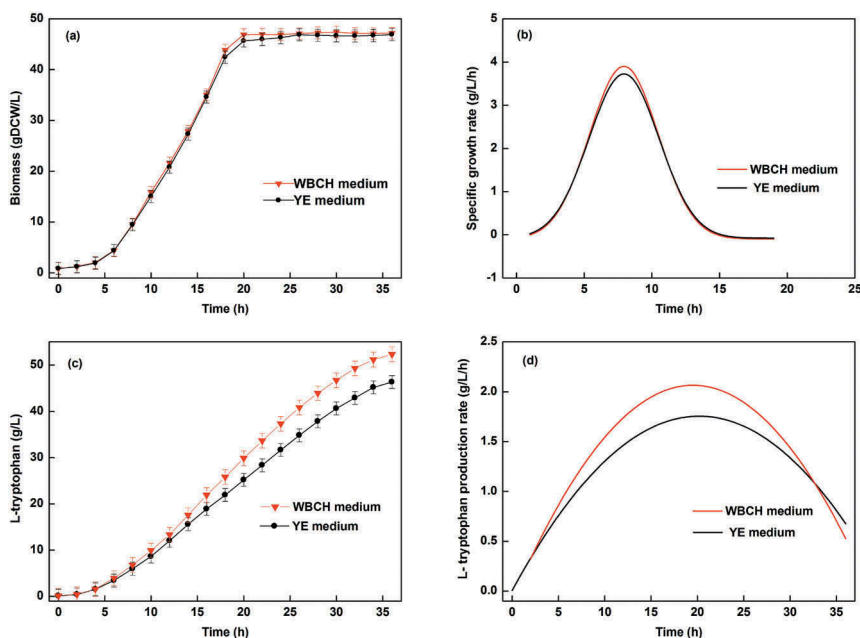 (a)
Biomass (gDCW/L)
50
40
30
20
10
0
WBCH medium
YE medium
0 5 10 15 20 25 30 35
Time (h)
(b)
Specific growth rate (g/L/h)
5
4
3
2
1
0
-1
WBCH medium
YE medium
0 5 10 15 20 25
Time (h)
(c)
L-tryptophan (g/L)
50
40
30
20
10
0
WBCH medium
YE medium
0 5 10 15 20 25 30 35
Time (h)
(d)
L- tryptophan production rate (g/L/h)
2.5
2.0
1.5
1.0
0.5
0.0
WBCH medium
YE medium
0 5 10 15 20 25 30 35
Time (h)